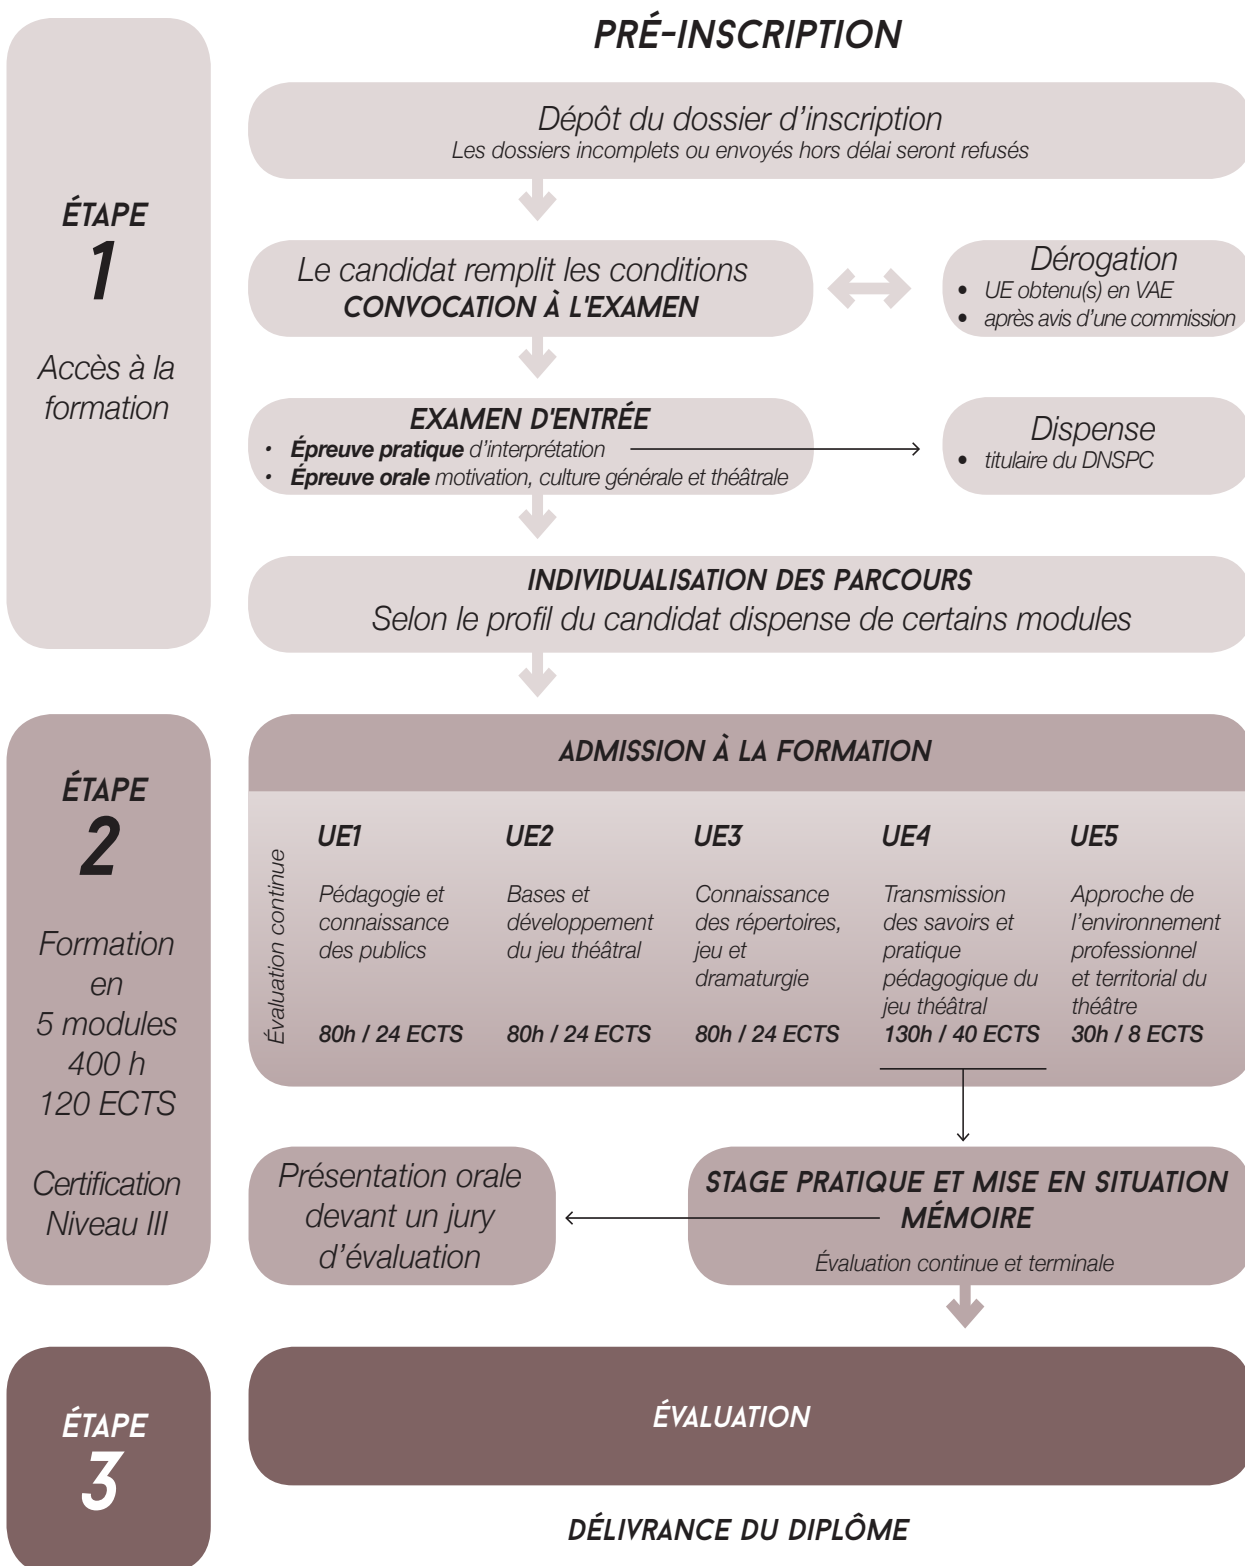 PRÉ-INSCRIPTION
ÉTAPE
1
Accès à la
formation
Dépôt du dossier d'inscription
Les dossiers incomplets ou envoyés hors délai seront refusés
Le candidat remplit les conditions
CONVOCATION À L'EXAMEN
Dérogation
• UE obtenu(s) en VAE
• après avis d'une commission
EXAMEN D'ENTRÉE
• Épreuve pratique d'interprétation
• Épreuve orale motivation, culture générale et théâtrale
Dispense
• titulaire du DNSPC
INDIVIDUALISATION DES PARCOURS
Selon le profil du candidat dispense de certains modules
ÉTAPE
2
Formation
en
5 modules
400 h
120 ECTS
Certification
Niveau III
ADMISSION À LA FORMATION
Évaluation continue
UE1
Pédagogie et
connaissance
des publics
80h / 24 ECTS
UE2
Bases et
développement
du jeu théâtral
80h / 24 ECTS
UE3
Connaissance
des répertoires,
jeu et
dramaturgie
80h / 24 ECTS
UE4
Transmission
des savoirs et
pratique
pédagogique du
jeu théâtral
130h / 40 ECTS
UE5
Approche de
l'environnement
professionnel
et territorial du
théâtre
30h / 8 ECTS
Présentation orale
devant un jury
d'évaluation
STAGE PRATIQUE ET MISE EN SITUATION
MÉMOIRE
Évaluation continue et terminale
ÉTAPE
3
ÉVALUATION
DÉLIVRANCE DU DIPLÔME